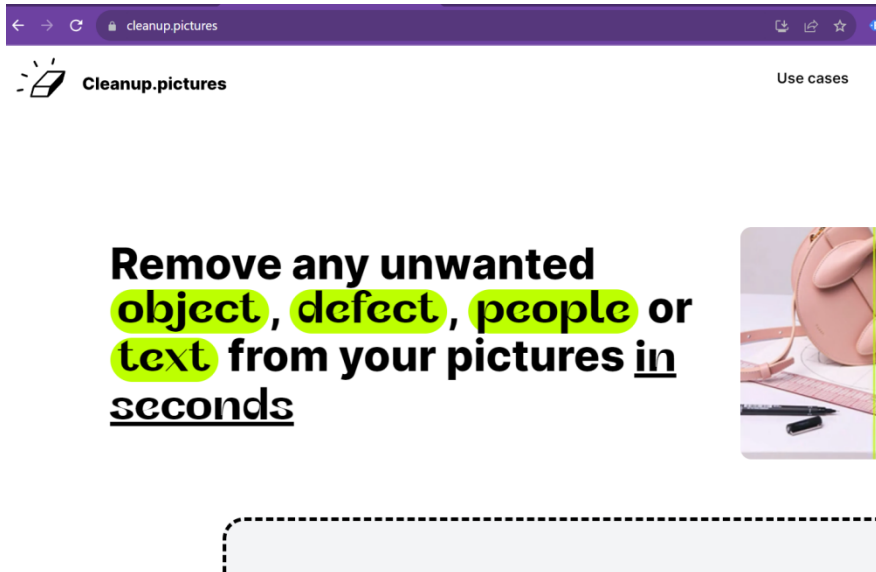 cleanup.pictures
Cleanup.pictures
Use cases
Remove any unwanted
object, defect, people or
text from your pictures in
seconds